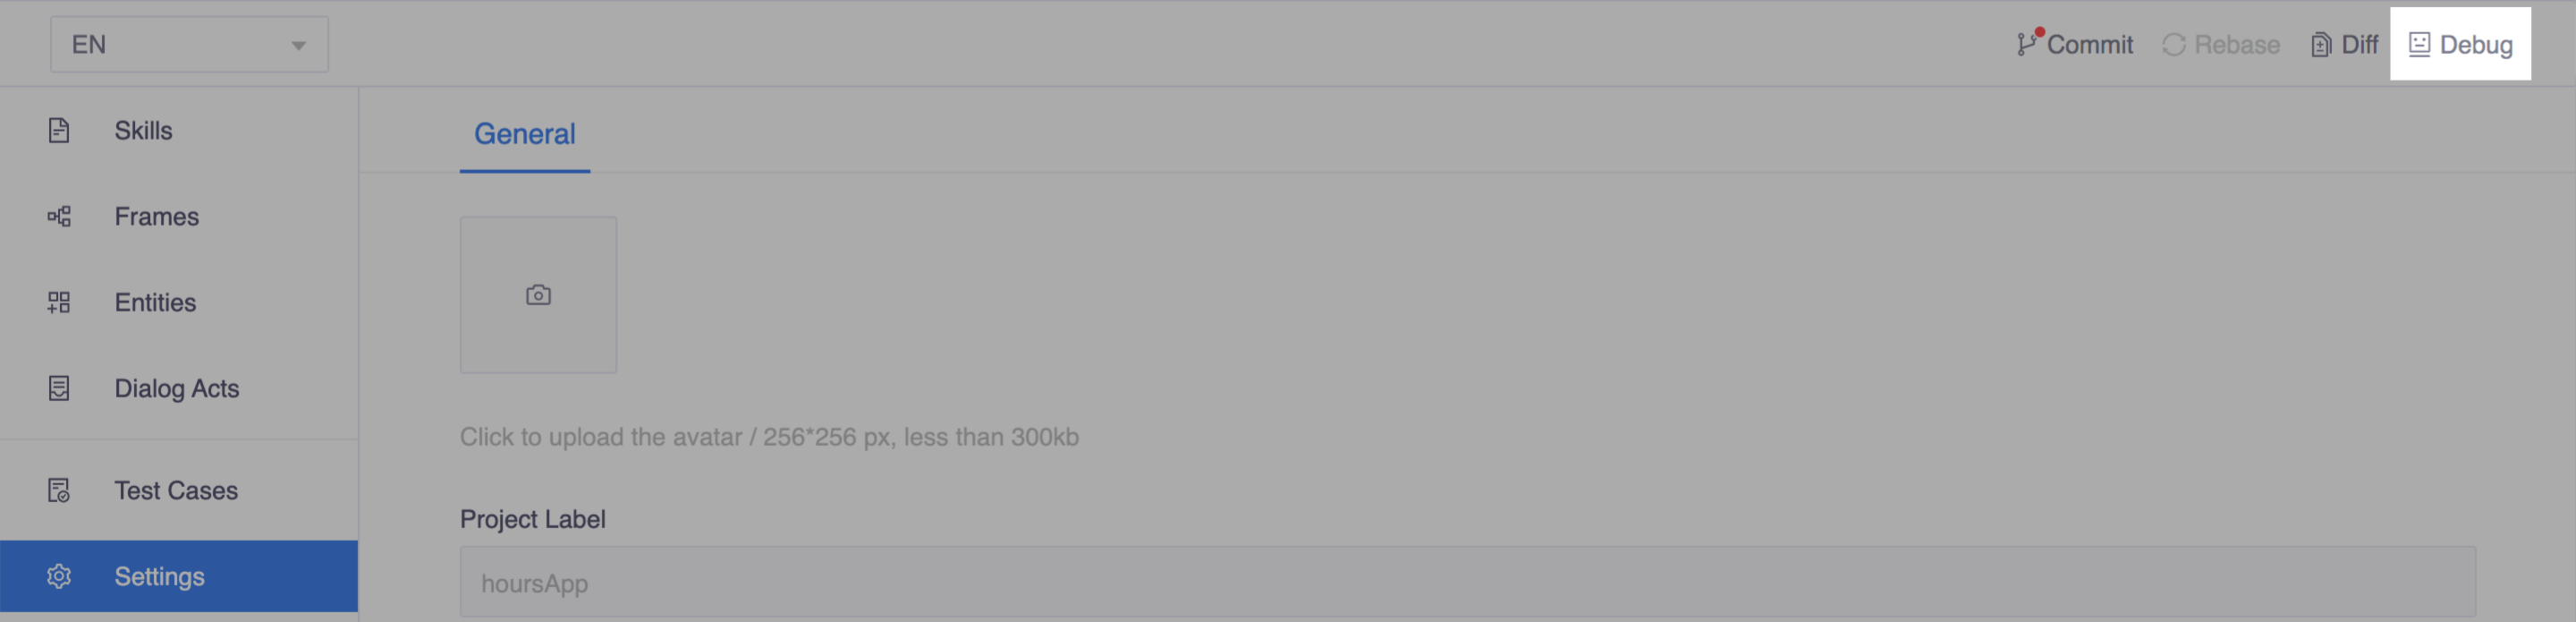 EN
Commit
Rebase
Diff
Debug
Skills
Frames
Entities
Dialog Acts
Test Cases
Settings
General
Click to upload the avatar / 256*256 px, less than 300kb
Project Label
hoursApp